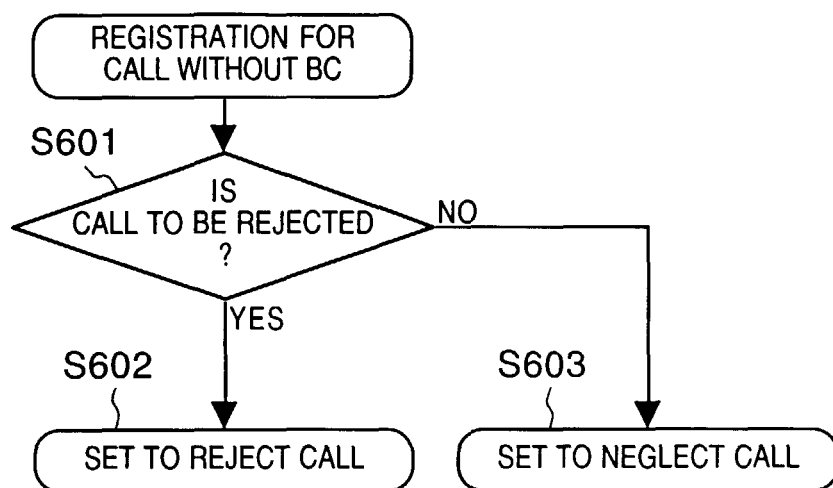 REGISTRATION FOR
CALL WITHOUT BC
S601
IS
CALL TO BE REJECTED
?
NO
YES
S602
S603
SET TO REJECT CALL
SET TO NEGLECT CALL